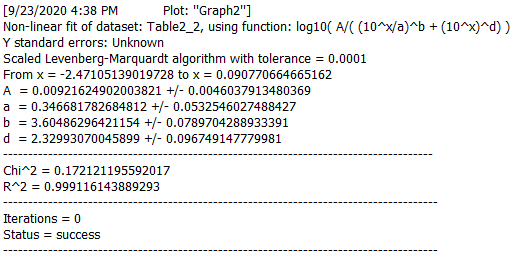 [9/23/2020 4:38 PM Plot: "Graph2"]
Non-linear fit of dataset: Table2_2, using function: log10( A/( (10^x/a)^b + (10^x)^d) )
Y standard errors: Unknown
Scaled Levenberg-Marquardt algorithm with tolerance = 0.0001
From x = -2.47105139019728 to x = 0.090770664665162
A = 0.00921624902003821 +/- 0.0046037913480369
a = 0.346681782684812 +/- 0.0532546027488427
b = 3.60486296421154 +/- 0.0789704288933391
d = 2.32993070045899 +/- 0.096749147779981
--------------------------------------------------------------------------------------
Chi^2 = 0.172121195592017
R^2 = 0.999116143889293
---------------------------------------------------------------------------------------
Iterations = 0
Status = success
---------------------------------------------------------------------------------------